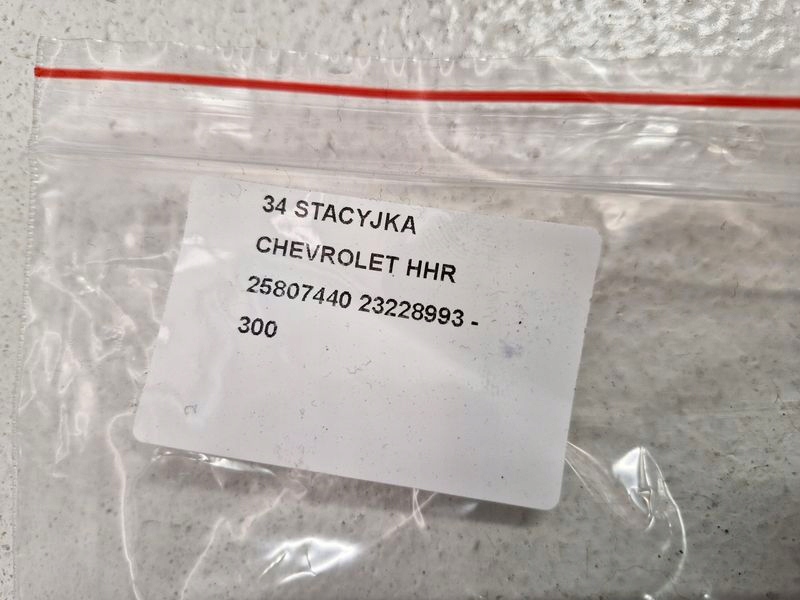 34 STACYJKA
CHEVROLET HHR
25807440 23228993 -
300